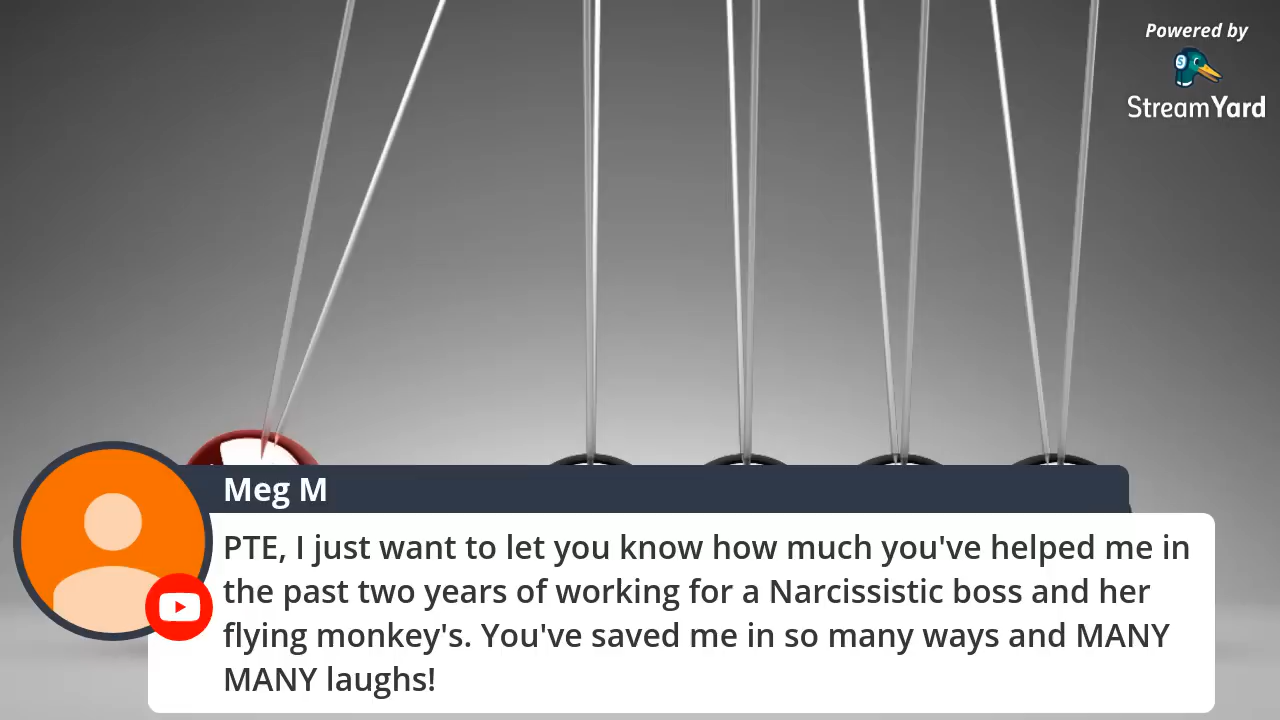 Powered by
StreamYard
Meg M
PTE, I just want to let you know how much you've helped me in
the past two years of working for a Narcissistic boss and her
flying monkey's. You've saved me in so many ways and MANY
MANY laughs!